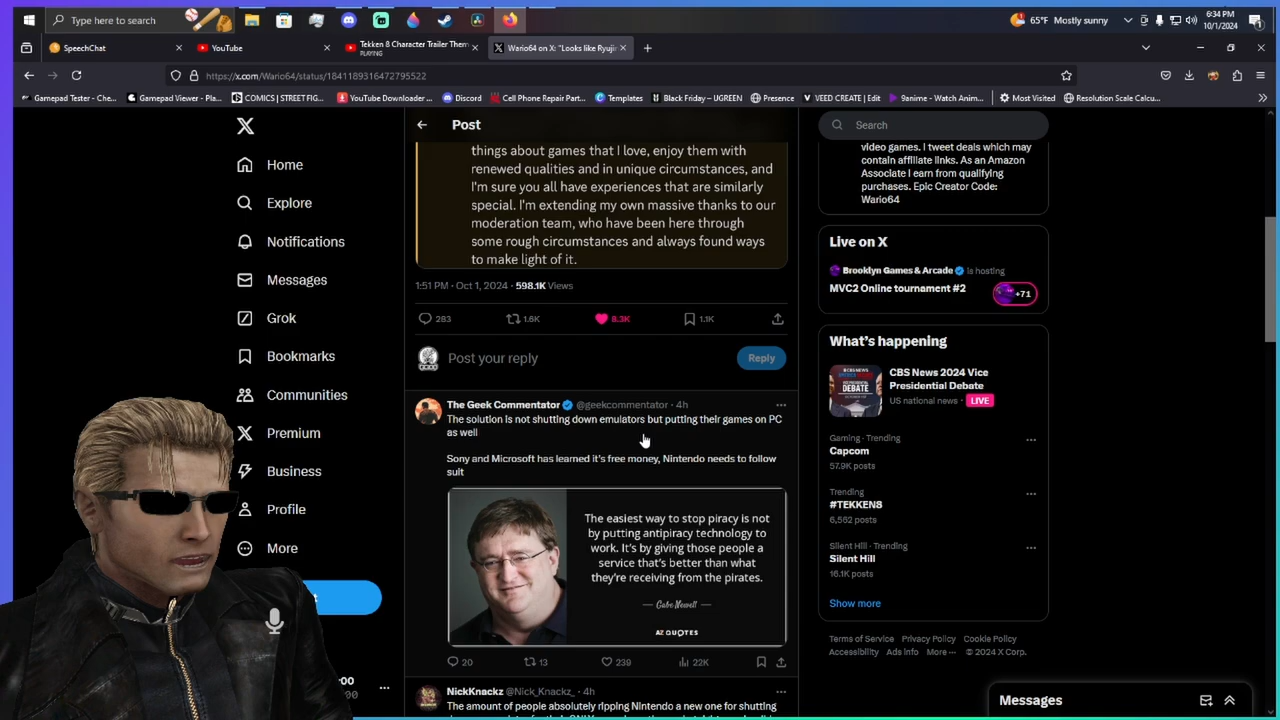 Type here to search
65°F Mostly sunny
6:34 PM
10/1/2024
SpeechChat
YouTube
Tekken 8 Character Trailer Them
PLAYING
Wario64 on X: "Looks like Ryujin
https://x.com/Wario64/status/1841189316472795522
Gamepad Tester - Che...
Gamepad Viewer - Pla...
COMICS | STREET FIG...
YouTube Downloader ...
Discord
Cell Phone Repair Part...
Templates
Black Friday – UGREEN
Presence
VEED CREATE | Edit
9anime - Watch Anim...
Most Visited
Resolution Scale Calcu...
Home
Explore
Notifications
Messages
Grok
Bookmarks
Communities
Premium
Business
Profile
More
Post
things about games that I love, enjoy them with
renewed qualities and in unique circumstances, and
I'm sure you all have experiences that are similarly
special. I'm extending my own massive thanks to our
moderation team, who have been here through
some rough circumstances and always found ways
to make light of it.
1:51 PM · Oct 1, 2024 · 598.1K Views
283
1.6K
8.3K
1.1K
Post your reply
Reply
The Geek Commentator @geekcommentator · 4h
The solution is not shutting down emulators but putting their games on PC
as well
Sony and Microsoft has learned it's free money, Nintendo needs to follow
suit
The easiest way to stop piracy is not
by putting antipiracy technology to
work. It's by giving those people a
service that's better than what
they're receiving from the pirates.
— Gabe Newell —
AZ QUOTES
20
13
239
22K
NickKnackz @Nick_Knackz_ · 4h
The amount of people absolutely ripping Nintendo a new one for shutting
Search
video games. I tweet deals which may
contain affiliate links. As an Amazon
Associate I earn from qualifying
purchases. Epic Creator Code:
Wario64
Live on X
Brooklyn Games & Arcade is hosting
MVC2 Online tournament #2
+71
What's happening
CBS News 2024 Vice
Presidential Debate
US national news · LIVE
DEBATE
Gaming · Trending
Capcom
57.9K posts
Trending
#TEKKEN8
6,562 posts
Silent Hill · Trending
Silent Hill
16.1K posts
Show more
Terms of Service Privacy Policy Cookie Policy
Accessibility Ads info More ··· © 2024 X Corp.
Messages